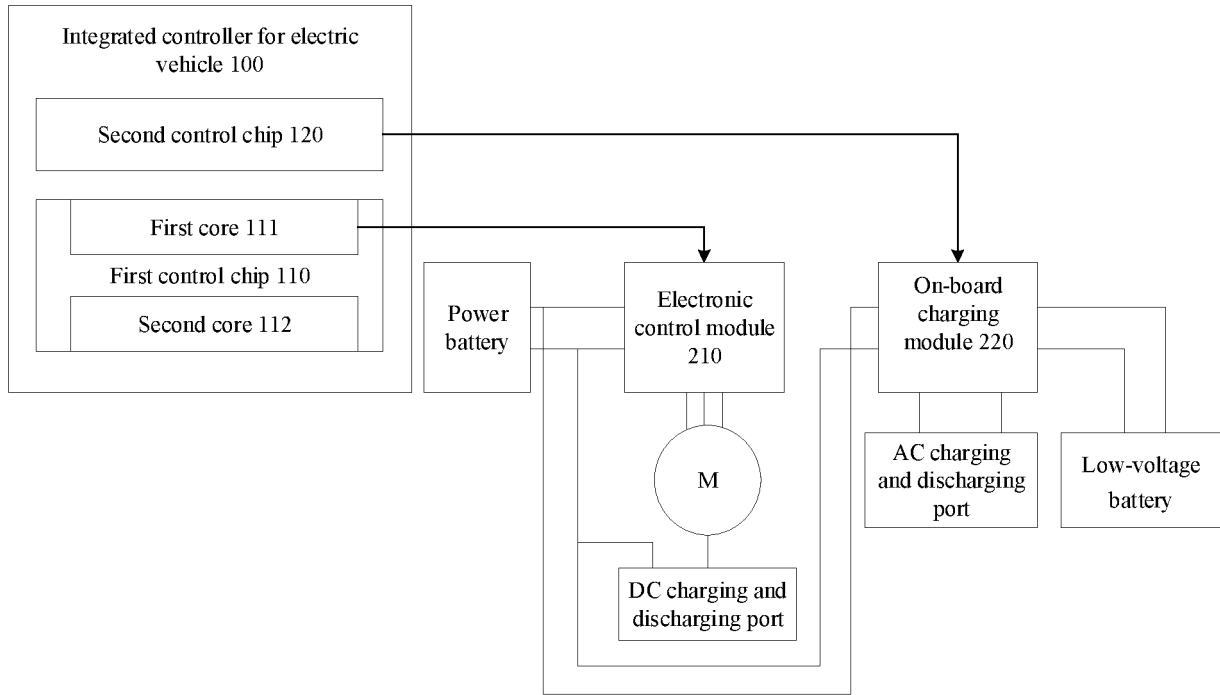 Integrated controller for electric
vehicle 100
Second control chip 120
First core 111
First control chip 110
Second core 112
Power
battery
Electronic
control module
210
On-board
charging
module 220
M
AC charging
and discharging
port
Low-voltage
battery
DC charging and
discharging port